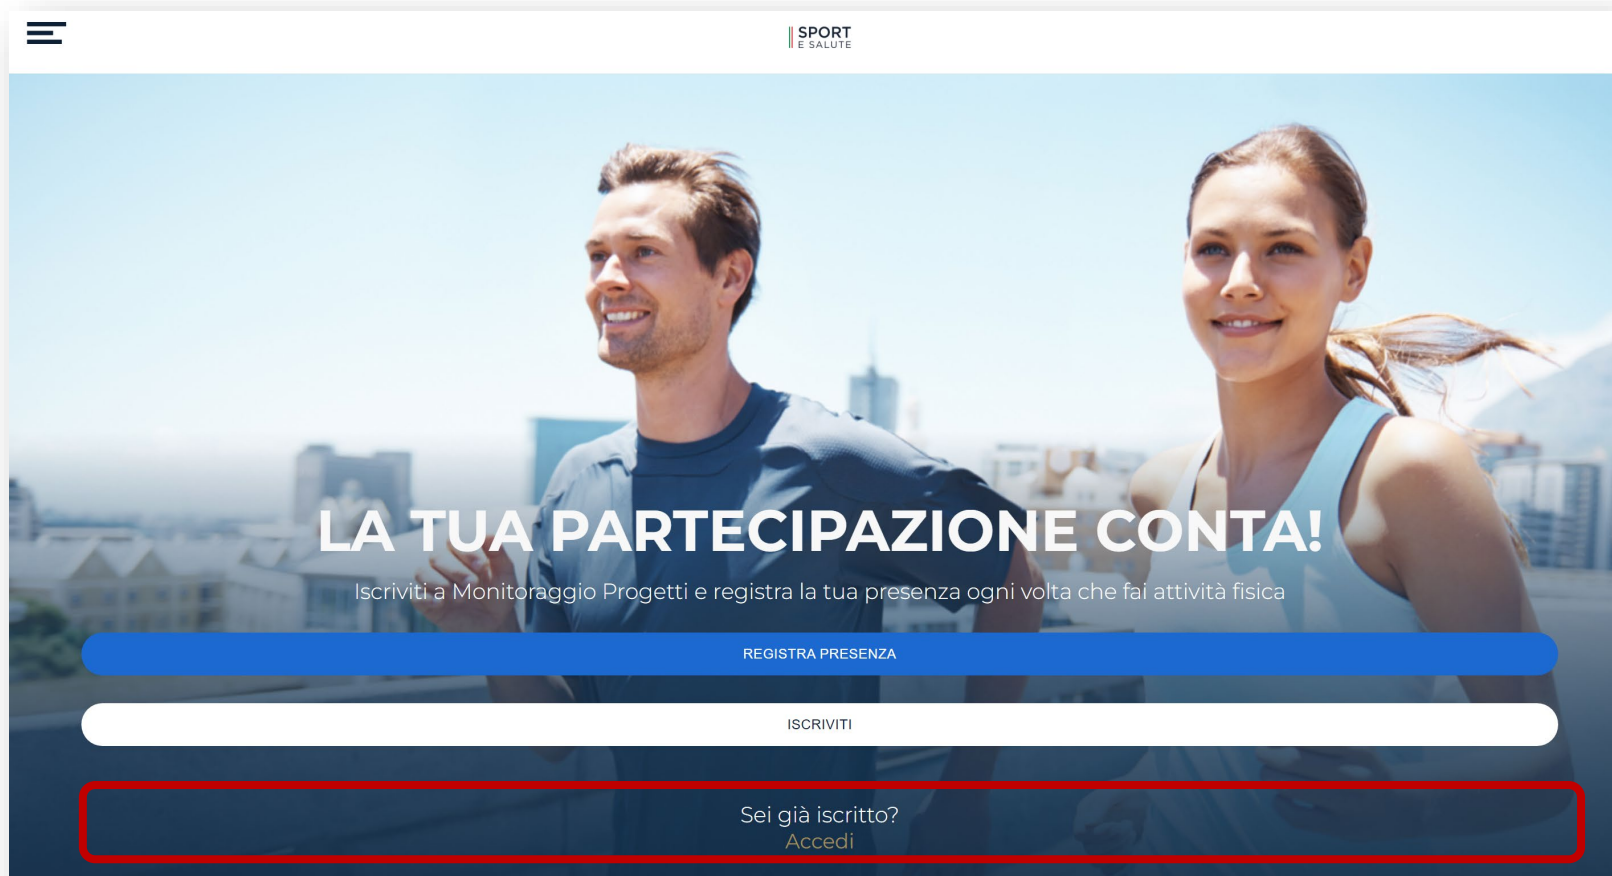 SPORT
E SALUTE
LA TUA PARTECIPAZIONE CONTA!
Iscriviti a Monitoraggio Progetti e registra la tua presenza ogni volta che fai attività fisica
REGISTRA PRESENZA
ISCRIVITI
Sei già iscritto?
Accedi